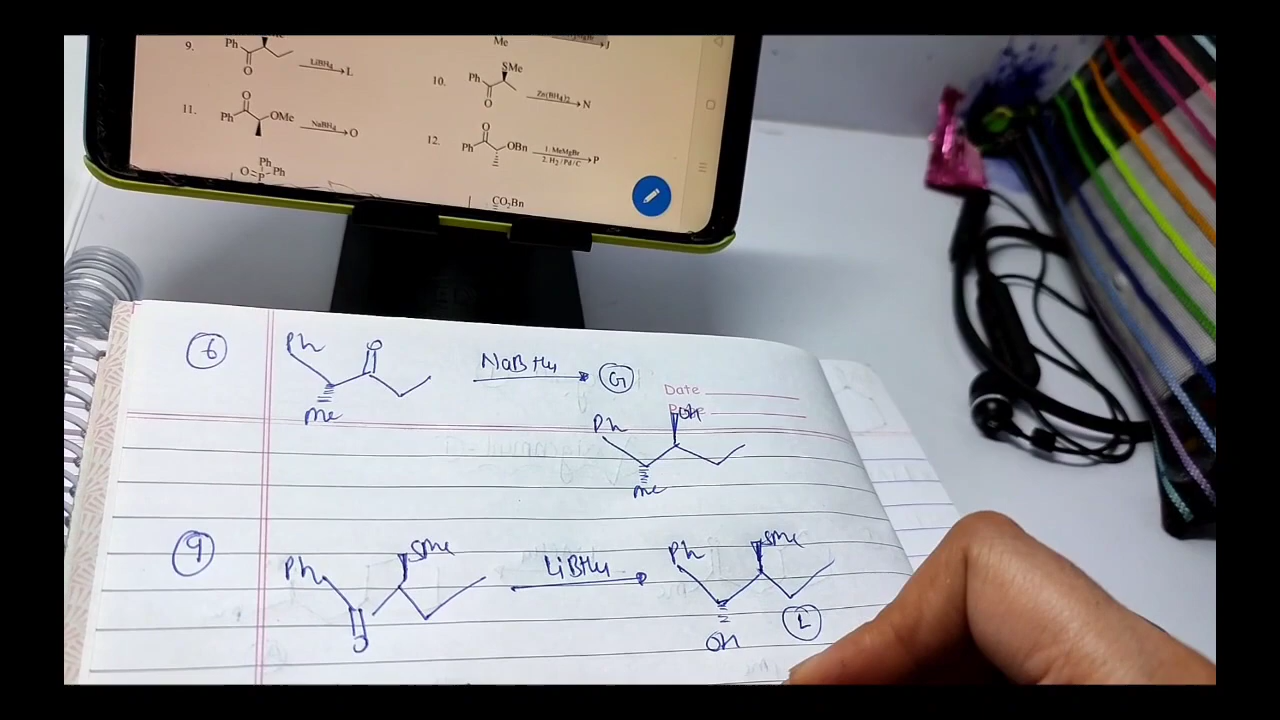 9.
Ph
O
LiBH4
L
Me
J
10.
Ph
SMe
O
Zn(BH4)2
N
11.
O
Ph
OMe
NaBH4
O
12.
O
Ph
OBn
1. MeMgBr
2. H2/Pd/C
P
Ph
O=P-Ph
CO2Bn
6
Ph
O
Me
NaBH4
G
Date
Ph
OH
Me
9
Ph
SMe
O
LiBH4
Ph
SMe
OH
L